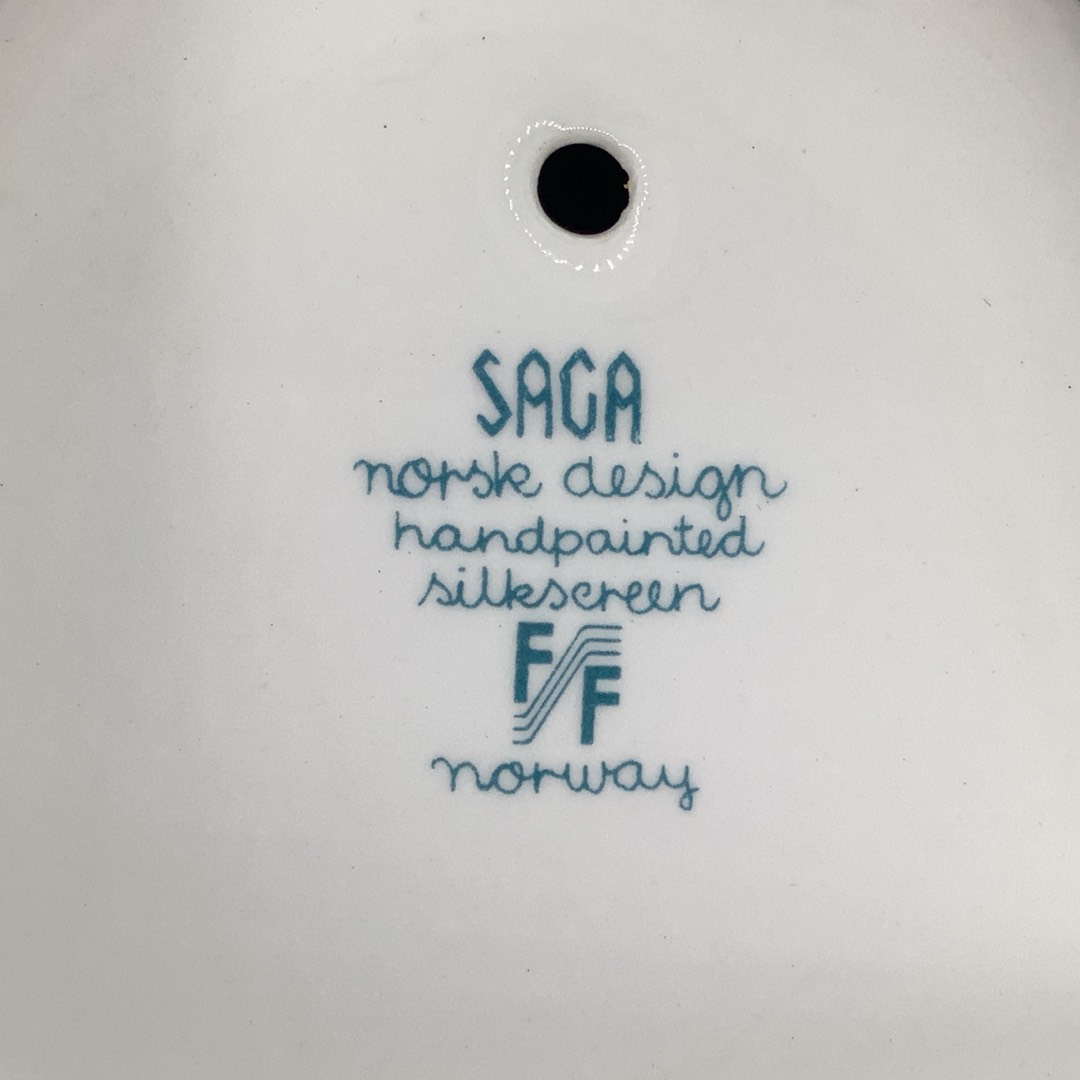 SAGA
norsk design
handpainted
silkscreen
F
F
norway